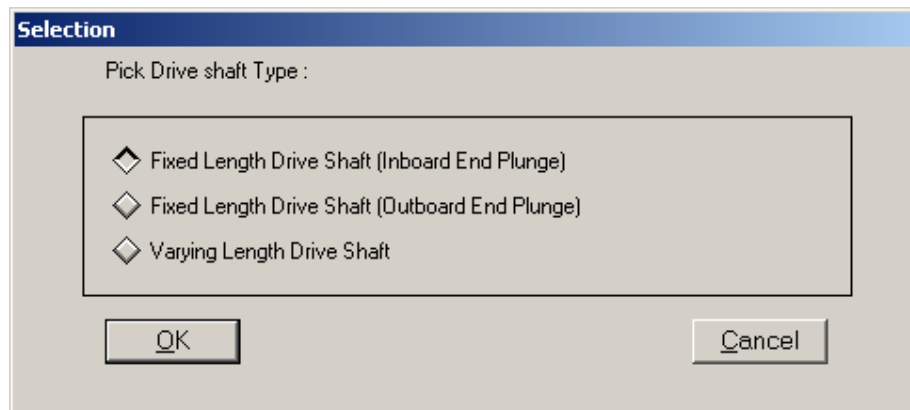 Selection
Pick Drive shaft Type :
Fixed Length Drive Shaft (Inboard End Plunge)
Fixed Length Drive Shaft (Outboard End Plunge)
Varying Length Drive Shaft
OK Cancel